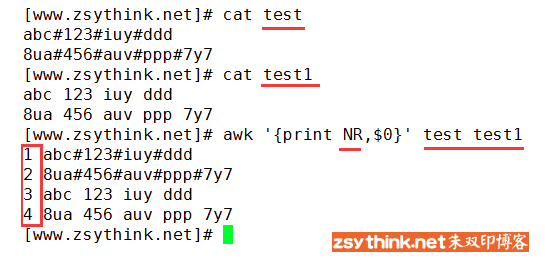 [www.zsythink.net]# cat test
abc#123#iuy#ddd
8ua#456#auv#ppp#7y7
[www.zsythink.net]# cat test1
abc 123 iuy ddd
8ua 456 auv ppp 7y7
[www.zsythink.net]# awk '{print NR,$0}' test test1
1 abc#123#iuy#ddd
2 8ua#456#auv#ppp#7y7
3 abc 123 iuy ddd
4 8ua 456 auv ppp 7y7
[www.zsythink.net]#
zsythink.net朱双印博客